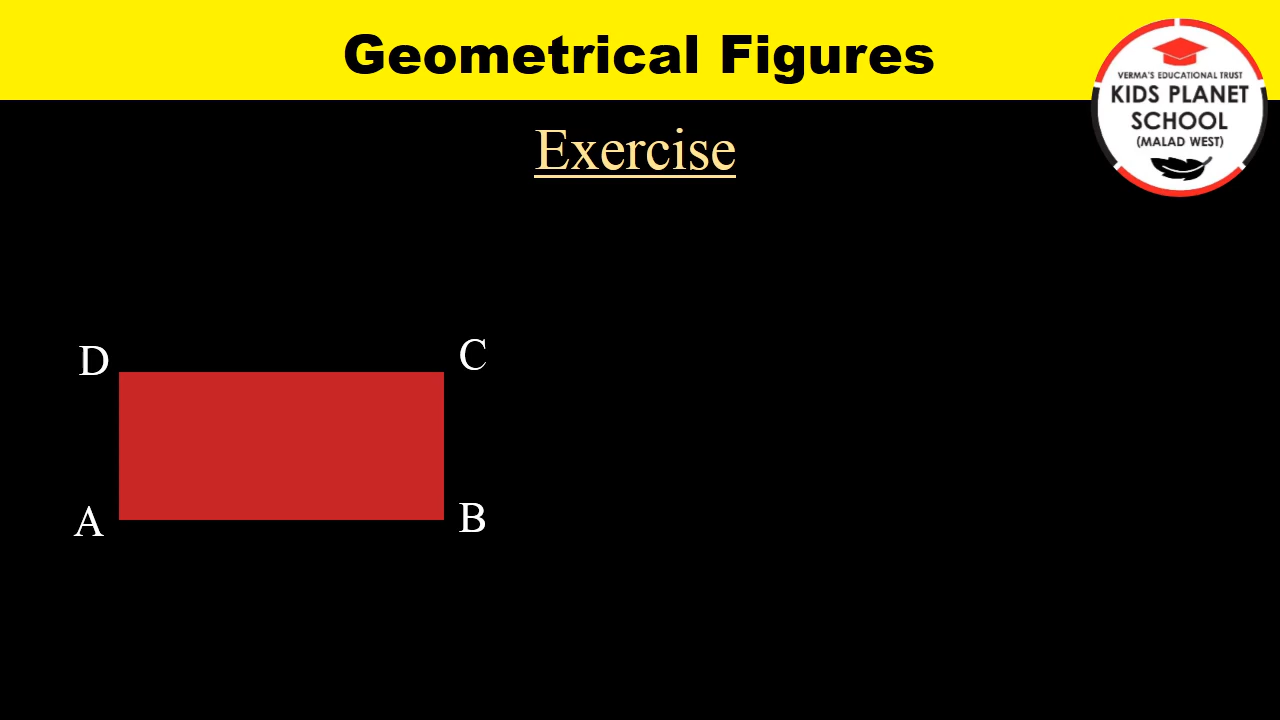 Geometrical Figures
VERMA'S EDUCATIONAL TRUST
KIDS PLANET
SCHOOL
(MALAD WEST)
Exercise
D
C
A
B